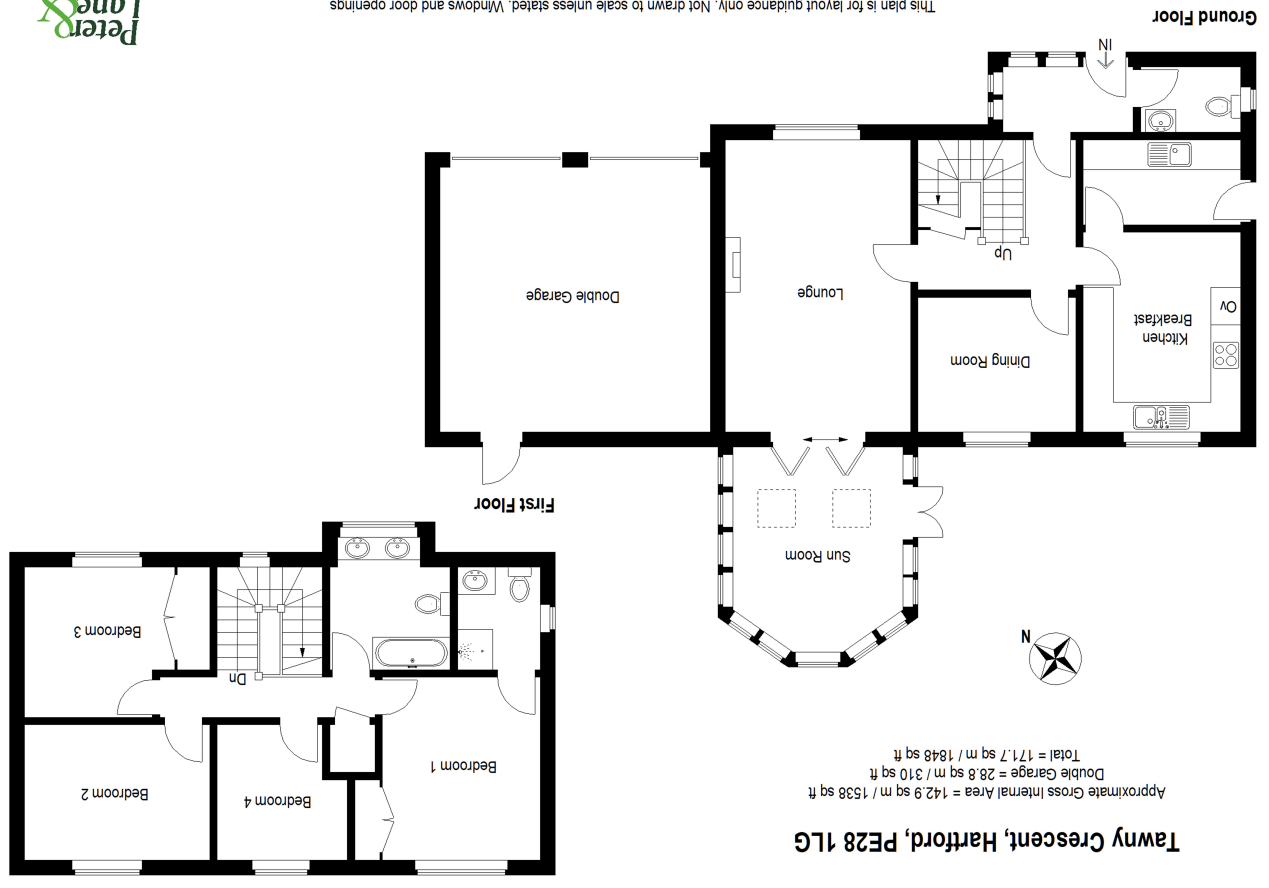 Tawny Crescent, Hartford, PE28 1LG
Approximate Gross Internal Area = 142.9 sq m / 1538 sq ft
Double Garage = 28.8 sq m / 310 sq ft
Total = 171.7 sq m / 1848 sq ft
N
Sun Room
Kitchen
Breakfast
Ov
Dining Room
Lounge
Double Garage
Up
IN
Ground Floor
Bedroom 1
Bedroom 4
Bedroom 2
Bedroom 3
Dn
First Floor
This plan is for layout guidance only. Not drawn to scale unless stated. Windows and door openings
Peter
&
Lane